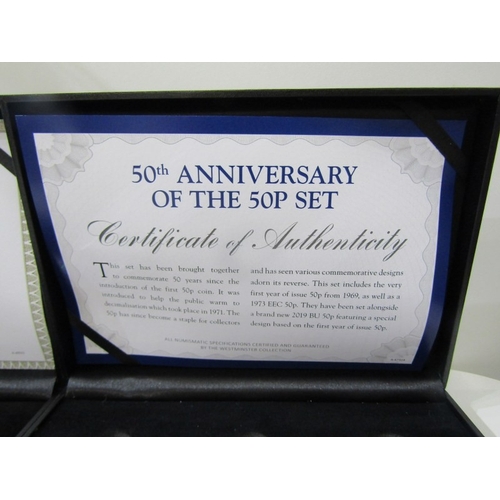 50th ANNIVERSARY
OF THE 50P SET
Certificate of Authenticity
This set has been brought together
to commemorate 50 years since the
introduction of the first 50p coin. It was
introduced to help the public warm to
decimalisation which took place in 1971. The
50p has since become a staple for collectors
and has seen various commemorative designs
adorn its reverse. This set includes the very
first year of issue 50p from 1969, as well as a
1973 EEC 50p. They have been set alongside
a brand new 2019 BU 50p featuring a special
design based on the first year of issue 50p.
ALL NUMISMATIC SPECIFICATIONS CERTIFIED AND GUARANTEED
BY THE WESTMINSTER COLLECTION